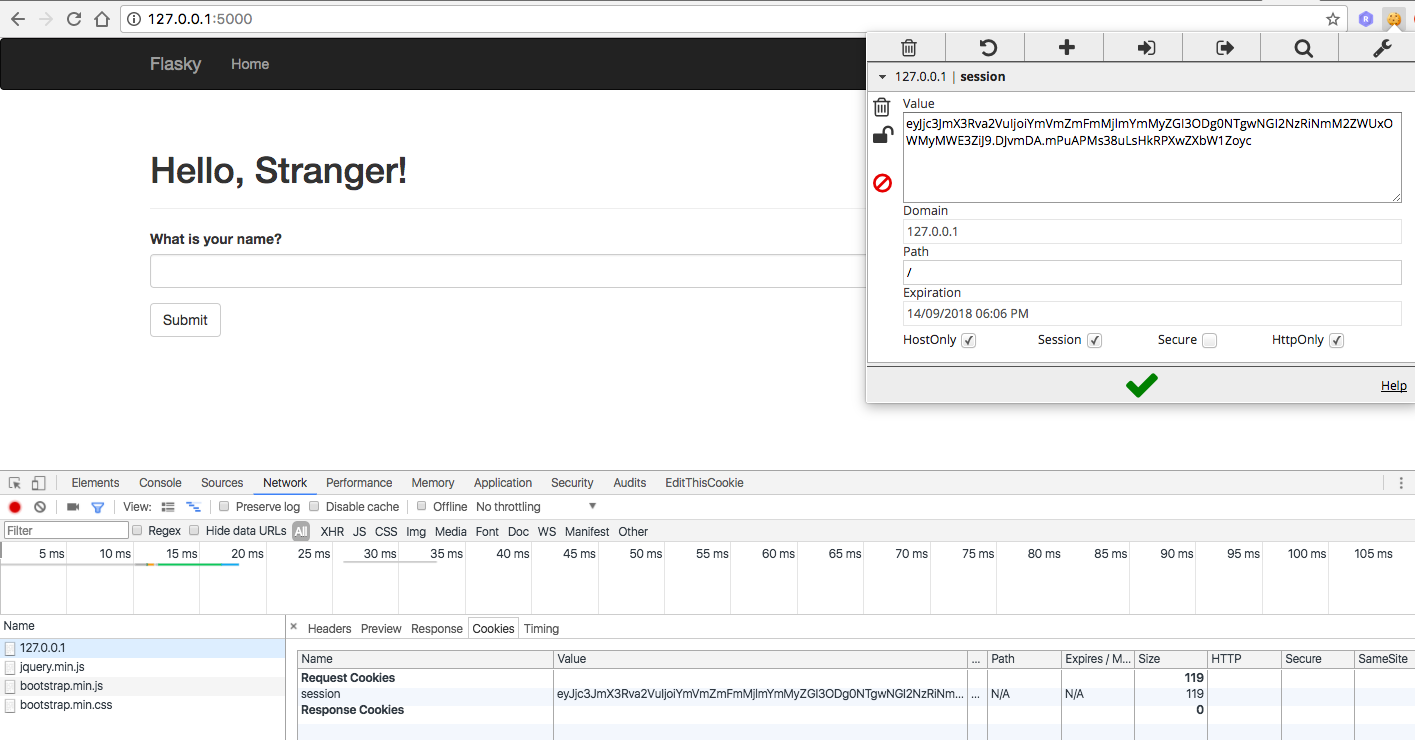 127.0.0.1:5000
Flasky Home
127.0.0.1 | session
Value
eyJjc3JmX3Rva2VuIjoiYmVmZmFmMjlmYmMyZGI3ODg0NTgwNGI2NzRiNmM2ZWUxO
WMyMWE3ZiJ9.DJvmDA.mPuAPMs38uLsHkRPXwZXbW1Zoyc
Domain
127.0.0.1
Path
/
Expiration
14/09/2018 06:06 PM
HostOnly Session Secure HttpOnly
Help
Hello, Stranger!
What is your name?
Submit
Elements Console Sources Network Performance Memory Application Security Audits EditThisCookie
View: Preserve log Disable cache Offline No throttling
Filter Regex Hide data URLs All XHR JS CSS Img Media Font Doc WS Manifest Other
5 ms 10 ms 15 ms 20 ms 25 ms 30 ms 35 ms 40 ms 45 ms 50 ms 55 ms 60 ms 65 ms 70 ms 75 ms 80 ms 85 ms 90 ms 95 ms 100 ms 105 ms
Name
127.0.0.1
jquery.min.js
bootstrap.min.js
bootstrap.min.css
× Headers Preview Response Cookies Timing
Name Value ... Path Expires / M... Size HTTP Secure SameSite
Request Cookies 119
session eyJjc3JmX3Rva2VuIjoiYmVmZmFmMjlmYmMyZGI3ODg0NTgwNGI2NzRiNm... ... N/A N/A 119
Response Cookies 0